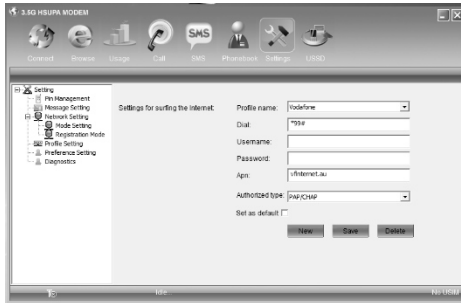 3.5G HSUPA MODEM
Connect Browse Usage Call SMS Phonebook Settings USSD
SMS
Setting
Pin Management
Message Setting
Network Setting
Mode Setting
Registration Mode
Profile Setting
Preference Setting
Diagnostics
Settings for surfing the Internet:
Profile name: Vodafone
Dial: *99#
Username:
Password:
Apn: vfinternet.au
Authorized type: PAP/CHAP
Set as default
New Save Delete
Idle... No USIM